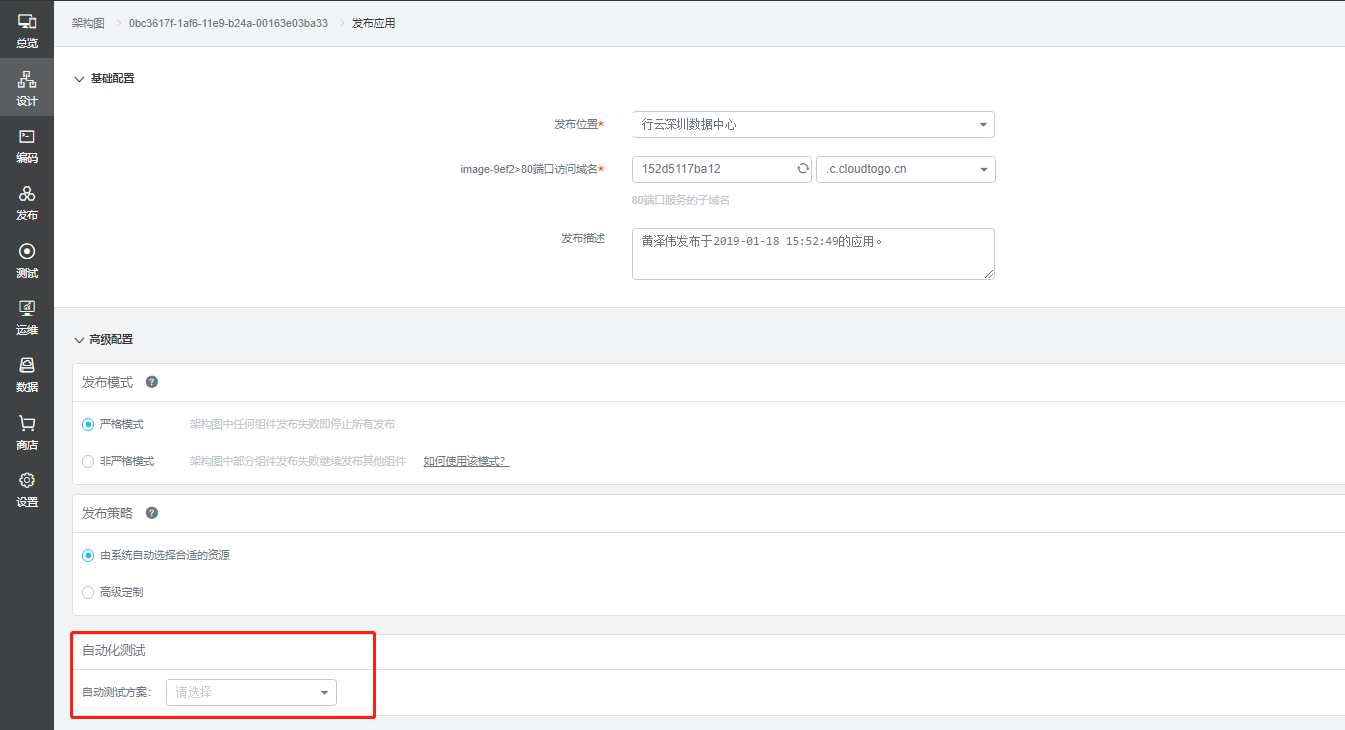 总览
设计
编码
发布
测试
运维
数据
商店
设置
架构图 > 0bc3617f-1af6-11e9-b24a-00163e03ba33 > 发布应用
基础配置
发布位置* 行云深圳数据中心
image-9ef2>80端口访问域名* 152d5117ba12 .c.cloudtogo.cn
80端口服务的子域名
发布描述 黄泽伟发布于2019-01-18 15:52:49的应用。
高级配置
发布模式 ?
严格模式 架构图中任何组件发布失败即停止所有发布
非严格模式 架构图中部分组件发布失败继续发布其他组件 如何使用该模式?
发布策略 ?
由系统自动选择合适的资源
高级定制
自动化测试
自动测试方案: 请选择